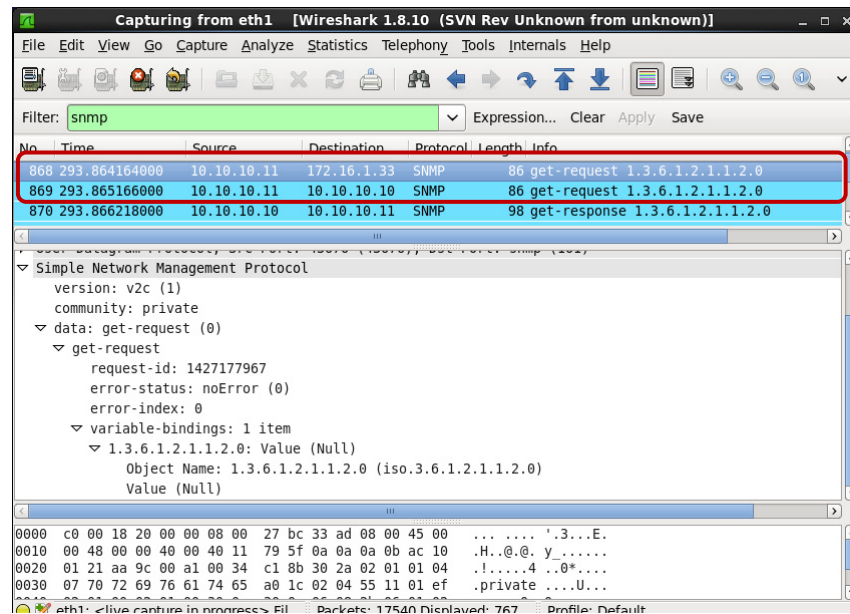 Capturing from eth1 [Wireshark 1.8.10 (SVN Rev Unknown from unknown)]
File Edit View Go Capture Analyze Statistics Telephony Tools Internals Help
Filter: snmp Expression... Clear Apply Save
No. Time Source Destination Protocol Length Info
868 293.864164000 10.10.10.11 172.16.1.33 SNMP 86 get-request 1.3.6.1.2.1.1.2.0
869 293.865166000 10.10.10.11 10.10.10.10 SNMP 86 get-request 1.3.6.1.2.1.1.2.0
870 293.866218000 10.10.10.10 10.10.10.11 SNMP 98 get-response 1.3.6.1.2.1.1.2.0
Simple Network Management Protocol
version: v2c (1)
community: private
data: get-request (0)
get-request
request-id: 1427177967
error-status: noError (0)
error-index: 0
variable-bindings: 1 item
1.3.6.1.2.1.1.2.0: Value (Null)
Object Name: 1.3.6.1.2.1.1.2.0 (iso.3.6.1.2.1.1.2.0)
Value (Null)
0000 c0 00 18 20 00 00 08 00 27 bc 33 ad 08 00 45 00 ... .... '.3...E.
0010 00 48 00 00 40 00 40 11 79 5f 0a 0a 0a 0b ac 10 .H..@.@. y_......
0020 01 21 aa 9c 00 a1 00 34 c1 8b 30 2a 02 01 01 04 .!.....4 ..0*....
0030 07 70 72 69 76 61 74 65 a0 1c 02 04 55 11 01 ef .private ....U...
eth1: <live capture in progress> Fil Packets: 17540 Displayed: 767 Profile: Default